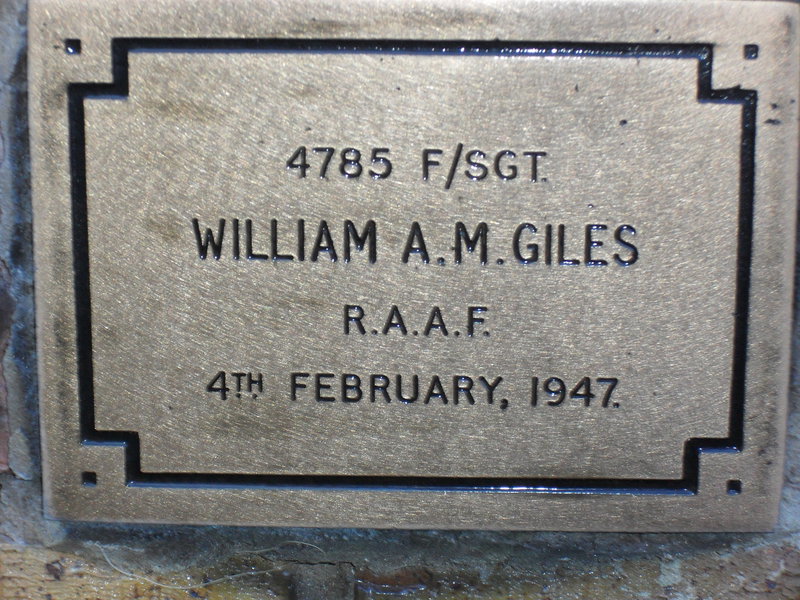 4785 F/SGT.
WILLIAM A.M. GILES
R.A.A.F.
4TH. FEBRUARY, 1947.